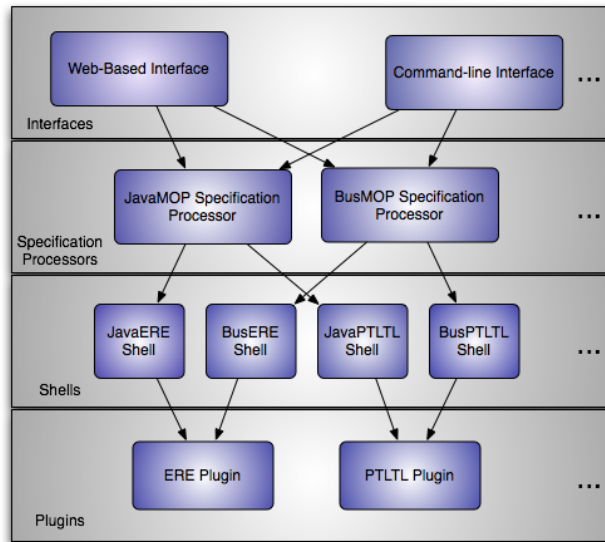 Web-Based Interface
Command-line Interface
...
Interfaces
JavaMOP Specification
Processor
BusMOP Specification
Processor
...
Specification
Processors
JavaERE
Shell
BusERE
Shell
JavaPTLTL
Shell
BusPTLTL
Shell
...
Shells
ERE Plugin
PTLTL Plugin
...
Plugins